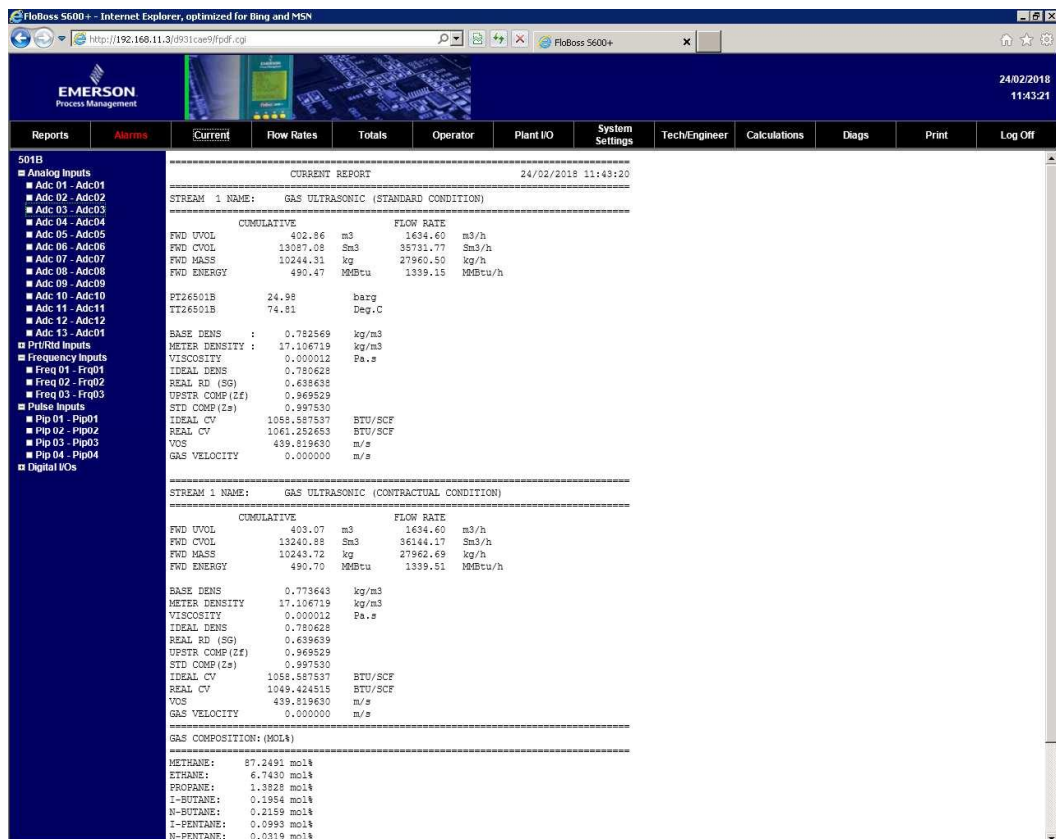 FloBoss S600+ - Internet Explorer, optimized for Bing and MSN
http://192.168.11.3/d931cae9/fpdf.cgi
FloBoss S600+
EMERSON
Process Management
24/02/2018
11:43:21
Reports Alarms Current Flow Rates Totals Operator Plant I/O System Settings Tech/Engineer Calculations Diags Print Log Off
501B
Analog Inputs
Adc 01 - Adc01
Adc 02 - Adc02
Adc 03 - Adc03
Adc 04 - Adc04
Adc 05 - Adc05
Adc 06 - Adc06
Adc 07 - Adc07
Adc 08 - Adc08
Adc 09 - Adc09
Adc 10 - Adc10
Adc 11 - Adc11
Adc 12 - Adc12
Adc 13 - Adc01
Prt/Rtd Inputs
Frequency Inputs
Freq 01 - Frq01
Freq 02 - Frq02
Freq 03 - Frq03
Pulse Inputs
Pip 01 - Pip01
Pip 02 - Pip02
Pip 03 - Pip03
Pip 04 - Pip04
Digital I/Os
CURRENT REPORT 24/02/2018 11:43:20
STREAM 1 NAME: GAS ULTRASONIC (STANDARD CONDITION)
CUMULATIVE FLOW RATE
FWD UVOL 402.86 m3 1634.60 m3/h
FWD CVOL 13087.08 Sm3 35731.77 Sm3/h
FWD MASS 10244.31 kg 27960.50 kg/h
FWD ENERGY 490.47 MMBtu 1339.15 MMBtu/h
PT26501B 24.98 barg
TT26501B 74.81 Deg.C
BASE DENS : 0.782569 kg/m3
METER DENSITY : 17.106719 kg/m3
VISCOSITY 0.000012 Pa.s
IDEAL DENS 0.780628
REAL RD (SG) 0.638638
UPSTR COMP(Zf) 0.969529
STD COMP(Zs) 0.997530
IDEAL CV 1058.587537 BTU/SCF
REAL CV 1061.252653 BTU/SCF
VOS 439.819630 m/s
GAS VELOCITY 0.000000 m/s
STREAM 1 NAME: GAS ULTRASONIC (CONTRACTUAL CONDITION)
CUMULATIVE FLOW RATE
FWD UVOL 403.07 m3 1634.60 m3/h
FWD CVOL 13240.88 Sm3 36144.17 Sm3/h
FWD MASS 10243.72 kg 27962.69 kg/h
FWD ENERGY 490.70 MMBtu 1339.51 MMBtu/h
BASE DENS 0.773643 kg/m3
METER DENSITY 17.106719 kg/m3
VISCOSITY 0.000012 Pa.s
IDEAL DENS 0.780628
REAL RD (SG) 0.639639
UPSTR COMP(Zf) 0.969529
STD COMP(Zs) 0.997530
IDEAL CV 1058.587537 BTU/SCF
REAL CV 1049.424515 BTU/SCF
VOS 439.819630 m/s
GAS VELOCITY 0.000000 m/s
GAS COMPOSITION:(MOL%)
METHANE: 87.2491 mol%
ETHANE: 6.7430 mol%
PROPANE: 1.3828 mol%
I-BUTANE: 0.1954 mol%
N-BUTANE: 0.2159 mol%
I-PENTANE: 0.0993 mol%
N-PENTANE: 0.0319 mol%